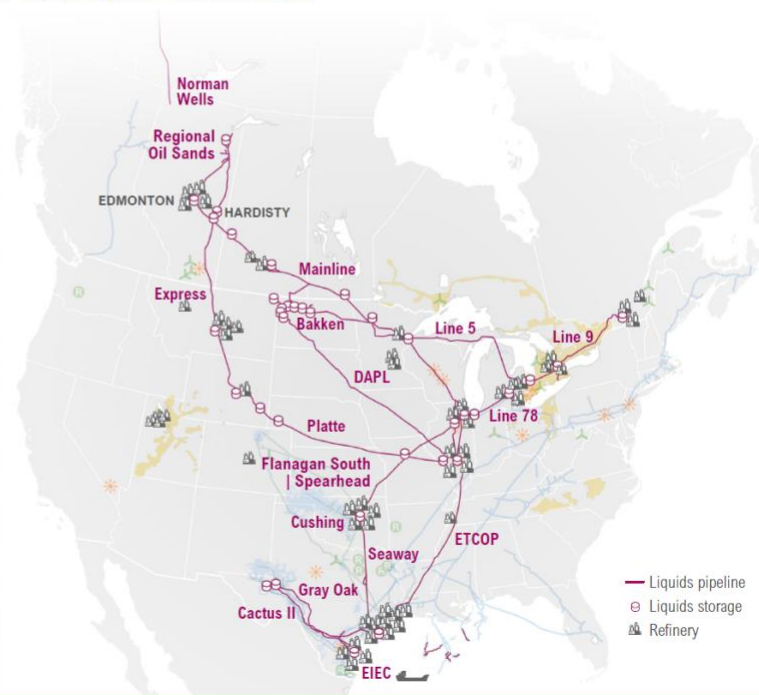 Norman
Wells
Regional
Oil Sands
EDMONTON
HARDISTY
Mainline
Express
Bakken
Line 5
Line 9
DAPL
Line 78
Platte
Flanagan South
| Spearhead
Cushing
ETCOP
Seaway
Gray Oak
Cactus II
EIEC
Liquids pipeline
Liquids storage
Refinery
R
R
R